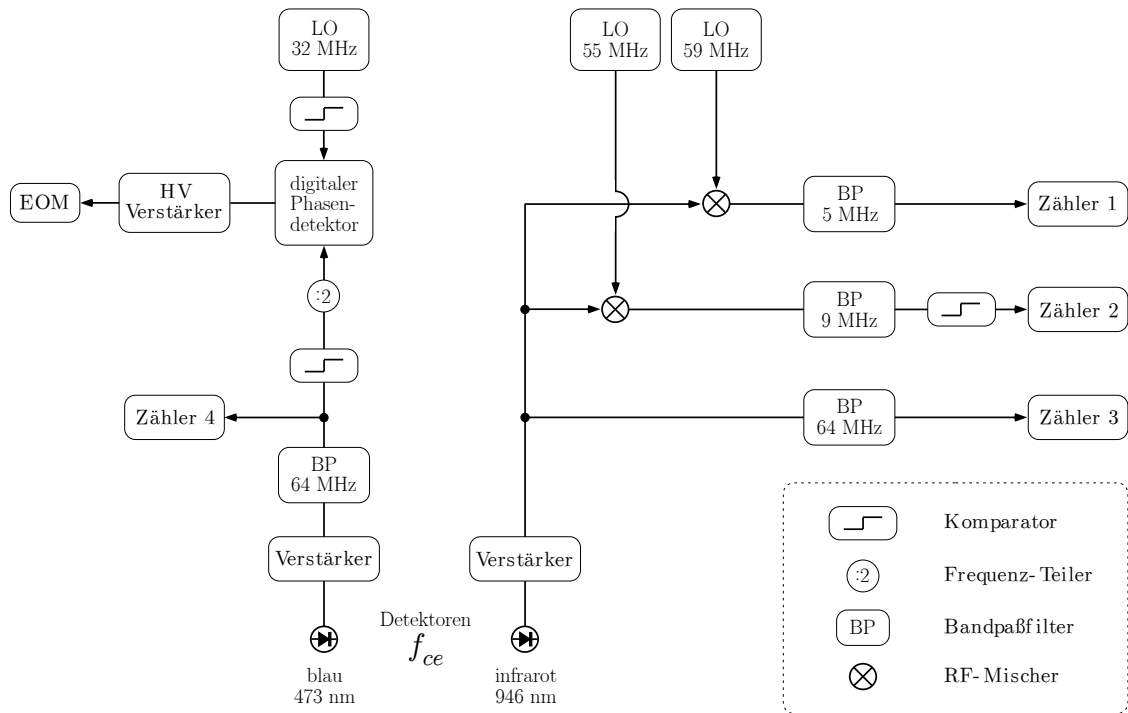 LO
32 MHz
LO
55 MHz
LO
59 MHz
EOM
HV
Verstärker
digitaler
Phasen-
detektor
BP
5 MHz
Zähler 1
:2
BP
9 MHz
Zähler 2
Zähler 4
BP
64 MHz
Zähler 3
BP
64 MHz
Verstärker
Verstärker
Komparator
:2
Frequenz-Teiler
BP
Bandpaßfilter
RF-Mischer
Detektoren
f_ce
blau
473 nm
infrarot
946 nm